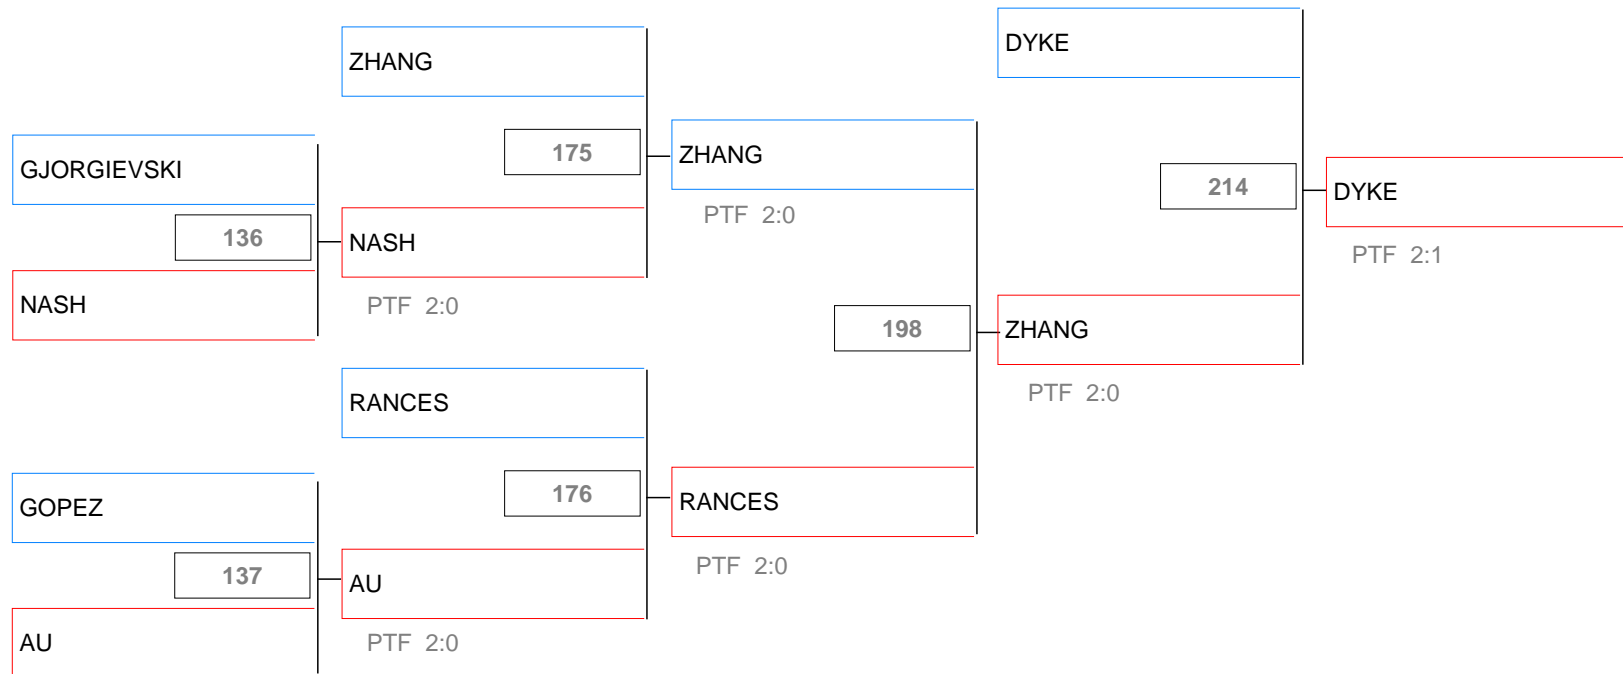 DYKE
ZHANG
GJORGIEVSKI
175
ZHANG
214
DYKE
136
NASH
PTF 2:0
PTF 2:1
NASH
PTF 2:0
198
ZHANG
RANCES
PTF 2:0
GOPEZ
176
RANCES
137
AU
PTF 2:0
AU
PTF 2:0